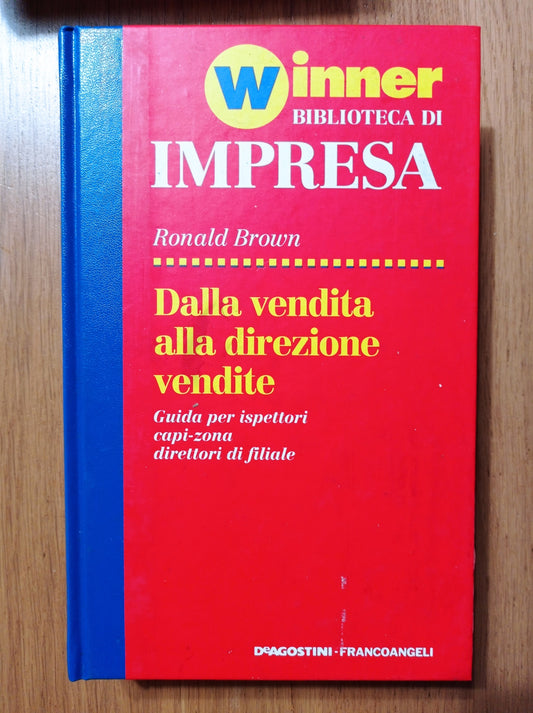 Winner
BIBLIOTECA DI
IMPRESA
Ronald Brown
Dalla vendita
alla direzione
vendite
Guida per ispettori
capi-zona
direttori di filiale
DeAGOSTINI-FRANCOANGELI